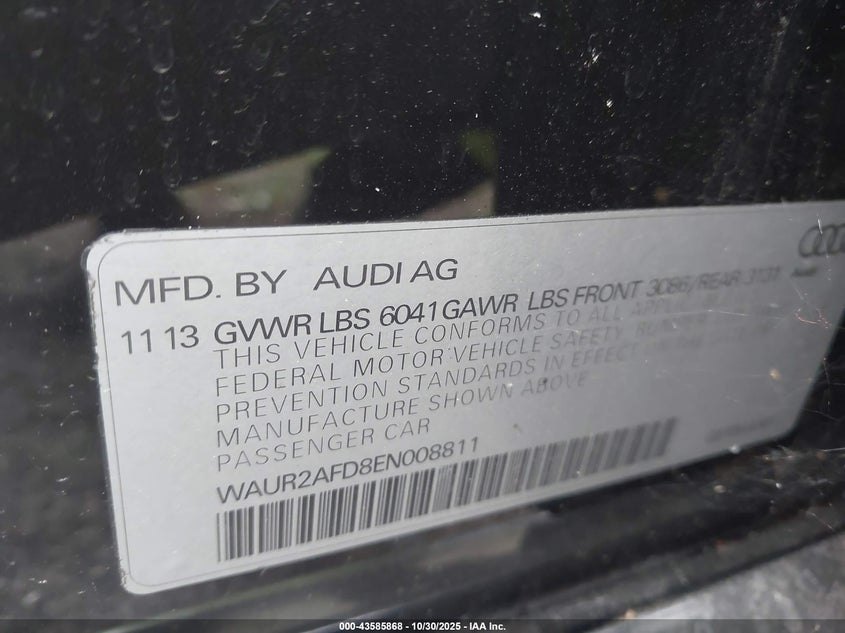 MFD. BY AUDI AG
11 13 GVWR LBS 6041 GAWR LBS FRONT 3086/REAR 3131
THIS VEHICLE CONFORMS TO ALL
FEDERAL MOTOR VEHICLE SAFETY,
PREVENTION STANDARDS IN EFFECT
MANUFACTURE SHOWN ABOVE
PASSENGER CAR
WAUR2AFD8EN008811
000-43585868 - 10/30/2025 - IAA Inc.